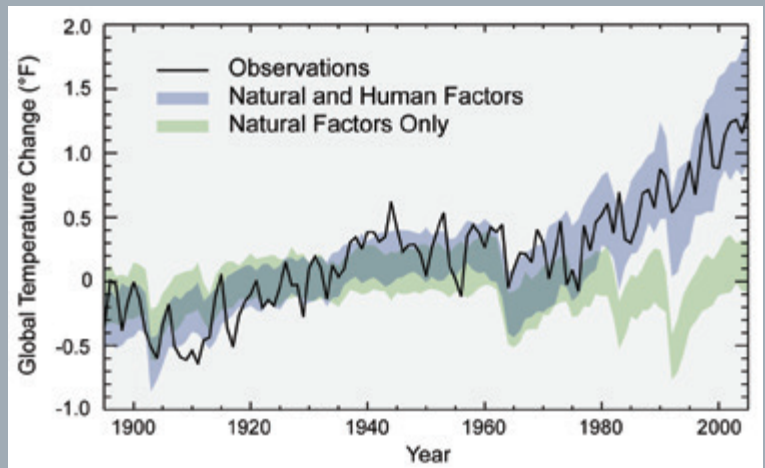 2.0
1.5
1.0
0.5
0
-0.5
-1.0
Global Temperature Change (°F)
Observations
Natural and Human Factors
Natural Factors Only
1900 1920 1940 1960 1980 2000
Year